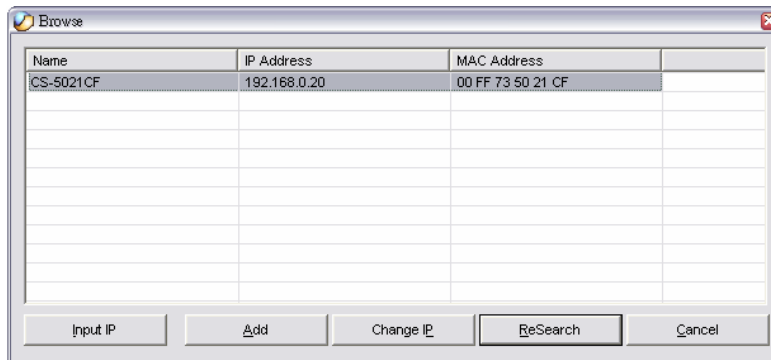 Browse
Name IP Address MAC Address
CS-5021CF 192.168.0.20 00 FF 73 50 21 CF
Input IP Add Change IP ReSearch Cancel